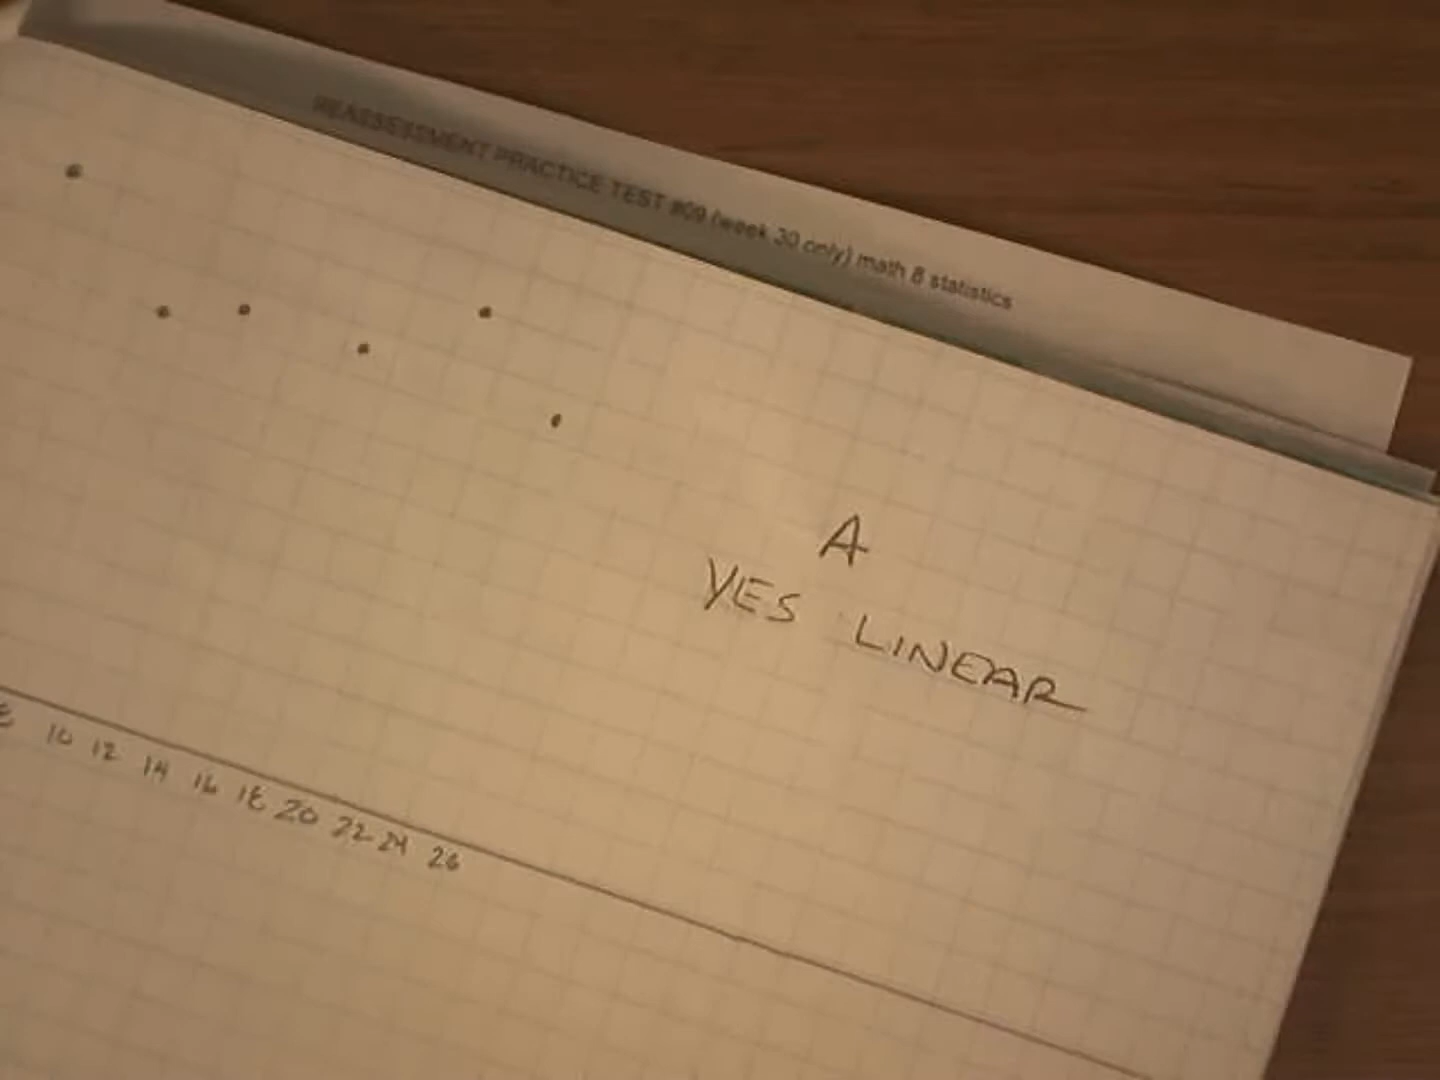 REASSESSMENT PRACTICE TEST #09 (week 30 only) math 8 statistics
A
YES LINEAR
8 10 12 14 16 18 20 22 24 26